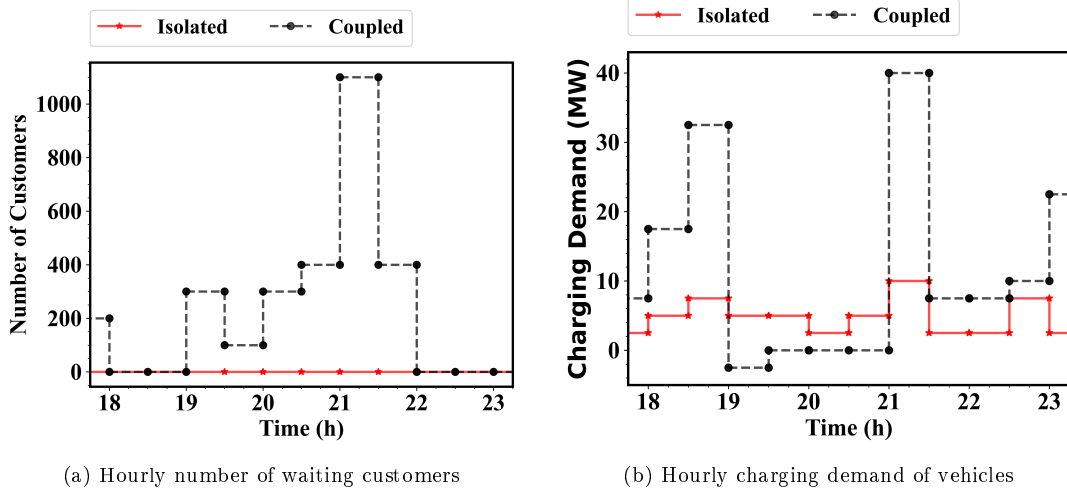 Isolated Coupled
Number of Customers
1000
800
600
400
200
0
18 19 20 21 22 23
Time (h)
(a) Hourly number of waiting customers
Isolated Coupled
Charging Demand (MW)
40
30
20
10
0
18 19 20 21 22 23
Time (h)
(b) Hourly charging demand of vehicles